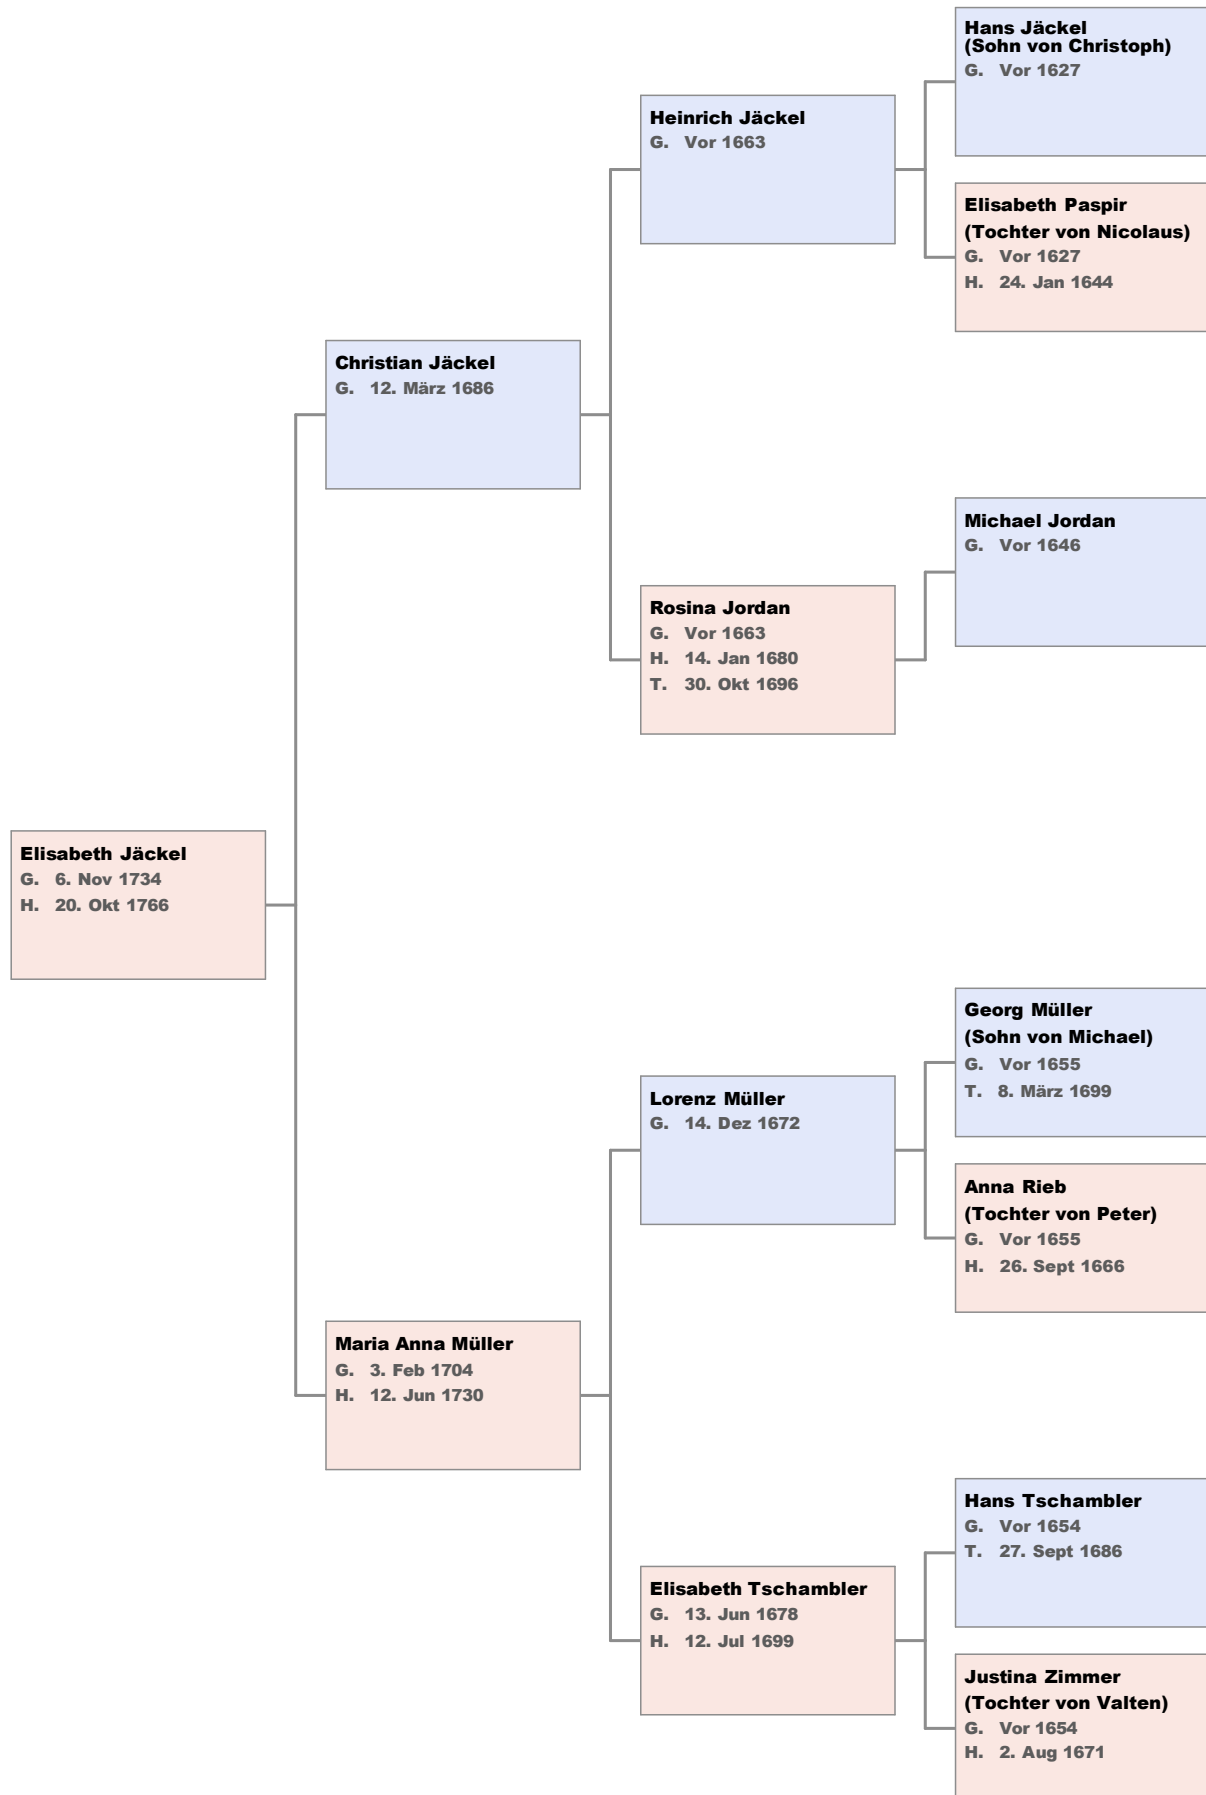 Hans Jäckel
(Sohn von Christoph)
G. Vor 1627
Heinrich Jäckel
G. Vor 1663
Elisabeth Paspir
(Tochter von Nicolaus)
G. Vor 1627
H. 24. Jan 1644
Christian Jäckel
G. 12. März 1686
Michael Jordan
G. Vor 1646
Rosina Jordan
G. Vor 1663
H. 14. Jan 1680
T. 30. Okt 1696
Elisabeth Jäckel
G. 6. Nov 1734
H. 20. Okt 1766
Georg Müller
(Sohn von Michael)
G. Vor 1655
T. 8. März 1699
Lorenz Müller
G. 14. Dez 1672
Anna Rieb
(Tochter von Peter)
G. Vor 1655
H. 26. Sept 1666
Maria Anna Müller
G. 3. Feb 1704
H. 12. Jun 1730
Hans Tschambler
G. Vor 1654
T. 27. Sept 1686
Elisabeth Tschambler
G. 13. Jun 1678
H. 12. Jul 1699
Justina Zimmer
(Tochter von Valten)
G. Vor 1654
H. 2. Aug 1671